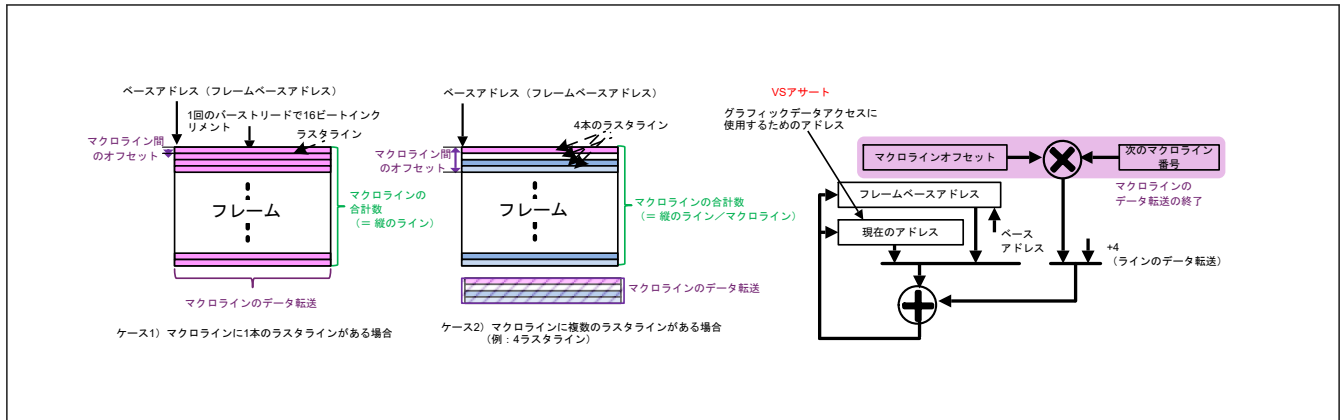 ベースアドレス（フレームベースアドレス）
1回のバーストリードで16ビートインク
リメント
ラスタライン
マクロライン間
のオフセット
フレーム
マクロラインの
合計数
（＝ 縦のライン）
マクロラインのデータ転送
ケース1）マクロラインに1本のラスタラインがある場合
ベースアドレス（フレームベースアドレス）
4本のラスタライン
マクロライン間
のオフセット
フレーム
マクロラインの合計数
（＝ 縦のライン／マクロライン）
マクロラインのデータ転送
ケース2）マクロラインに複数のラスタラインがある場合
（例：4ラスタライン）
VSアサート
グラフィックデータアクセスに
使用するためのアドレス
マクロラインオフセット
次のマクロライン
番号
マクロラインの
データ転送の終了
フレームベースアドレス
現在のアドレス
ベース
アドレス
+4
（ラインのデータ転送）